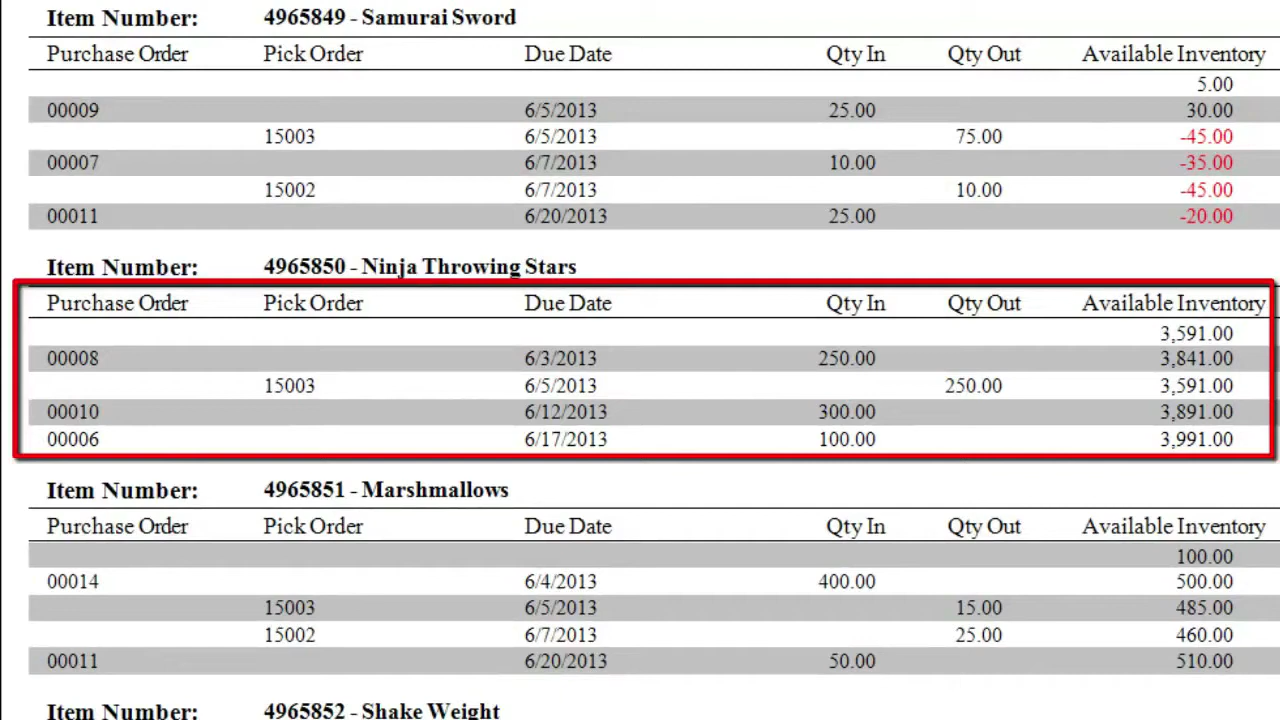 Item Number: 4965849 - Samurai Sword
Purchase Order Pick Order Due Date Qty In Qty Out Available Inventory
5.00
00009 6/5/2013 25.00 30.00
15003 6/5/2013 75.00 -45.00
00007 6/7/2013 10.00 -35.00
15002 6/7/2013 10.00 -45.00
00011 6/20/2013 25.00 -20.00
Item Number: 4965850 - Ninja Throwing Stars
Purchase Order Pick Order Due Date Qty In Qty Out Available Inventory
3,591.00
00008 6/3/2013 250.00 3,841.00
15003 6/5/2013 250.00 3,591.00
00010 6/12/2013 300.00 3,891.00
00006 6/17/2013 100.00 3,991.00
Item Number: 4965851 - Marshmallows
Purchase Order Pick Order Due Date Qty In Qty Out Available Inventory
100.00
00014 6/4/2013 400.00 500.00
15003 6/5/2013 15.00 485.00
15002 6/7/2013 25.00 460.00
00011 6/20/2013 50.00 510.00
Item Number: 4965852 - Shake Weight